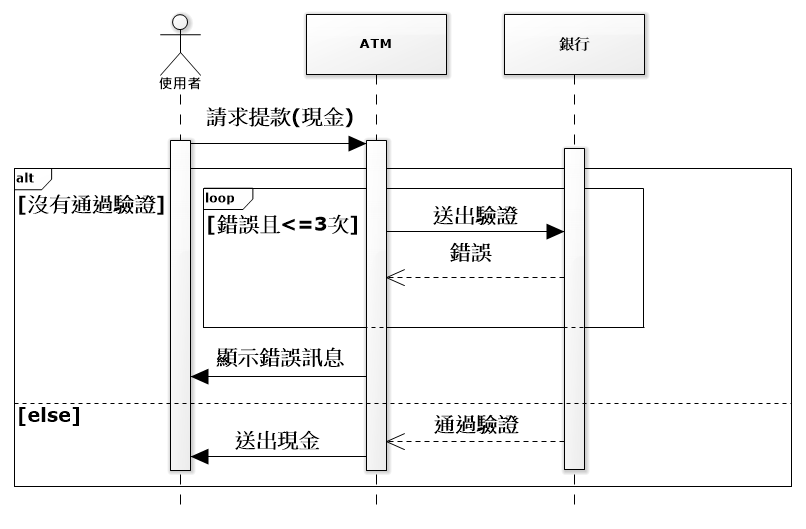 使用者
ATM
銀行
請求提款(現金)
alt
[沒有通過驗證]
loop
[錯誤且<=3次]
送出驗證
錯誤
顯示錯誤訊息
[else]
通過驗證
送出現金